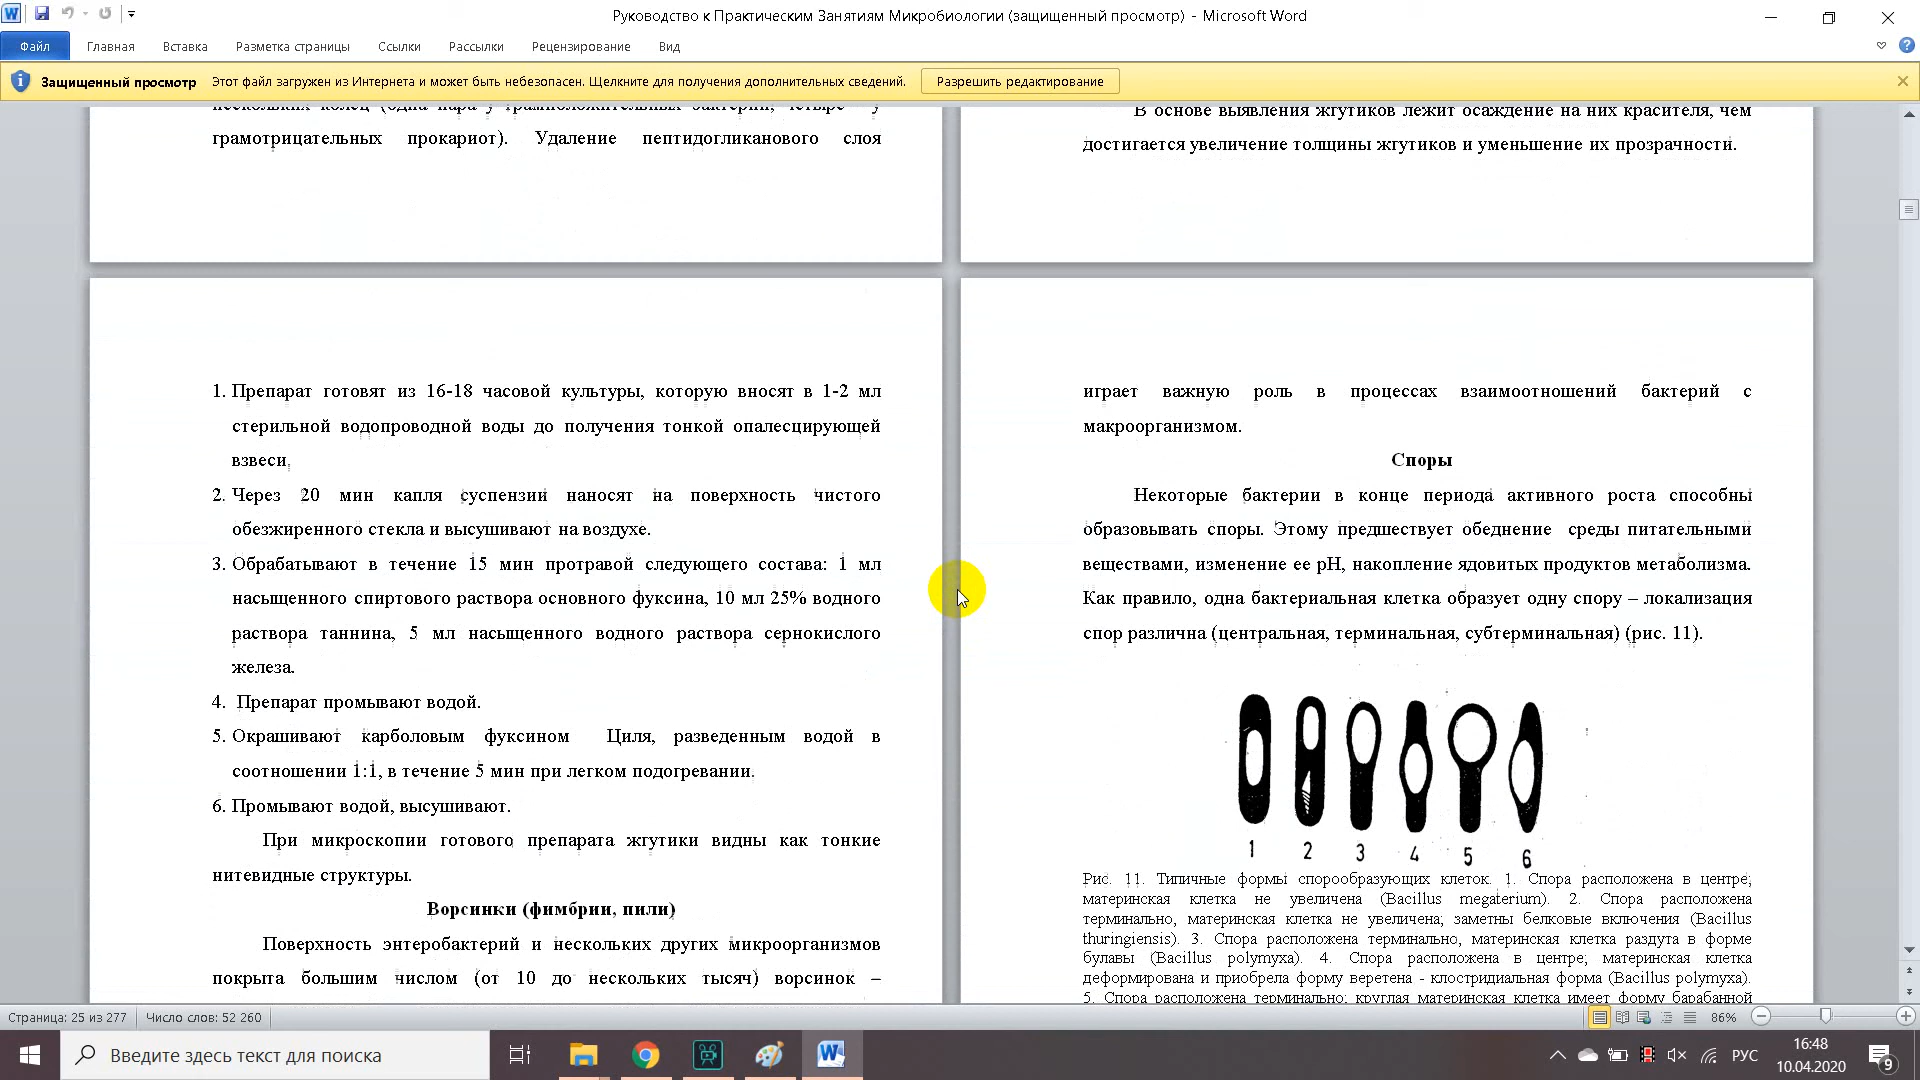 Руководство к Практическим Занятиям Микробиологии (защищенный просмотр) - Microsoft Word
Файл Главная Вставка Разметка страницы Ссылки Рассылки Рецензирование Вид
Защищенный просмотр Этот файл загружен из Интернета и может быть небезопасен. Щелкните для получения дополнительных сведений. Разрешить редактирование
грамотрицательных прокариот). Удаление пептидогликанового слоя
В основе выявления жгутиков лежит осаждение на них красителя, чем
достигается увеличение толщины жгутиков и уменьшение их прозрачности.
1. Препарат готовят из 16-18 часовой культуры, которую вносят в 1-2 мл
стерильной водопроводной воды до получения тонкой опалесцирующей
взвеси.
2. Через 20 мин капля суспензии наносят на поверхность чистого
обезжиренного стекла и высушивают на воздухе.
3. Обрабатывают в течение 15 мин протравой следующего состава: 1 мл
насыщенного спиртового раствора основного фуксина, 10 мл 25% водного
раствора таннина, 5 мл насыщенного водного раствора сернокислого
железа.
4. Препарат промывают водой.
5. Окрашивают карболовым фуксином Циля, разведенным водой в
соотношении 1:1, в течение 5 мин при легком подогревании.
6. Промывают водой, высушивают.
При микроскопии готового препарата жгутики видны как тонкие
нитевидные структуры.
Ворсинки (фимбрии, пили)
Поверхность энтеробактерий и нескольких других микроорганизмов
покрыта большим числом (от 10 до нескольких тысяч) ворсинок –
играет важную роль в процессах взаимоотношений бактерий с
макроорганизмом.
Споры
Некоторые бактерии в конце периода активного роста способны
образовывать споры. Этому предшествует обеднение среды питательными
веществами, изменение ее рН, накопление ядовитых продуктов метаболизма.
Как правило, одна бактериальная клетка образует одну спору – локализация
спор различна (центральная, терминальная, субтерминальная) (рис. 11).
1 2 3 4 5 6
Рис. 11. Типичные формы спорообразующих клеток. 1. Спора расположена в центре;
материнская клетка не увеличена (Bacillus megaterium). 2. Спора расположена
терминально, материнская клетка не увеличена; заметны белковые включения (Bacillus
thuringiensis). 3. Спора расположена терминально, материнская клетка раздута в форме
булавы (Bacillus polymyxa). 4. Спора расположена в центре; материнская клетка
деформирована и приобрела форму веретена - клостридиальная форма (Bacillus polymyxa).
5. Спора расположена терминально; круглая материнская клетка имеет форму барабанной
Страница: 25 из 277 Число слов: 52 260 86%
Введите здесь текст для поиска
РУС
16:48
10.04.2020
9